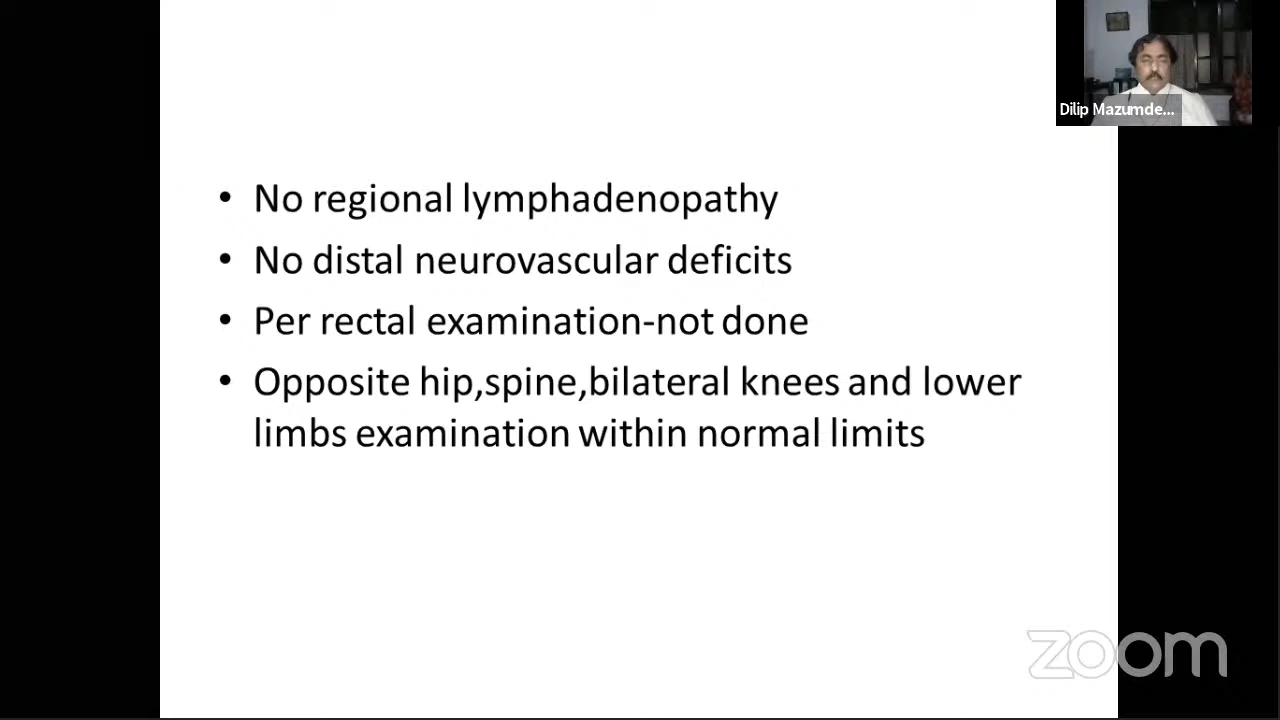 Dilip Mazumde...
• No regional lymphadenopathy
• No distal neurovascular deficits
• Per rectal examination-not done
• Opposite hip,spine,bilateral knees and lower
limbs examination within normal limits
zoom